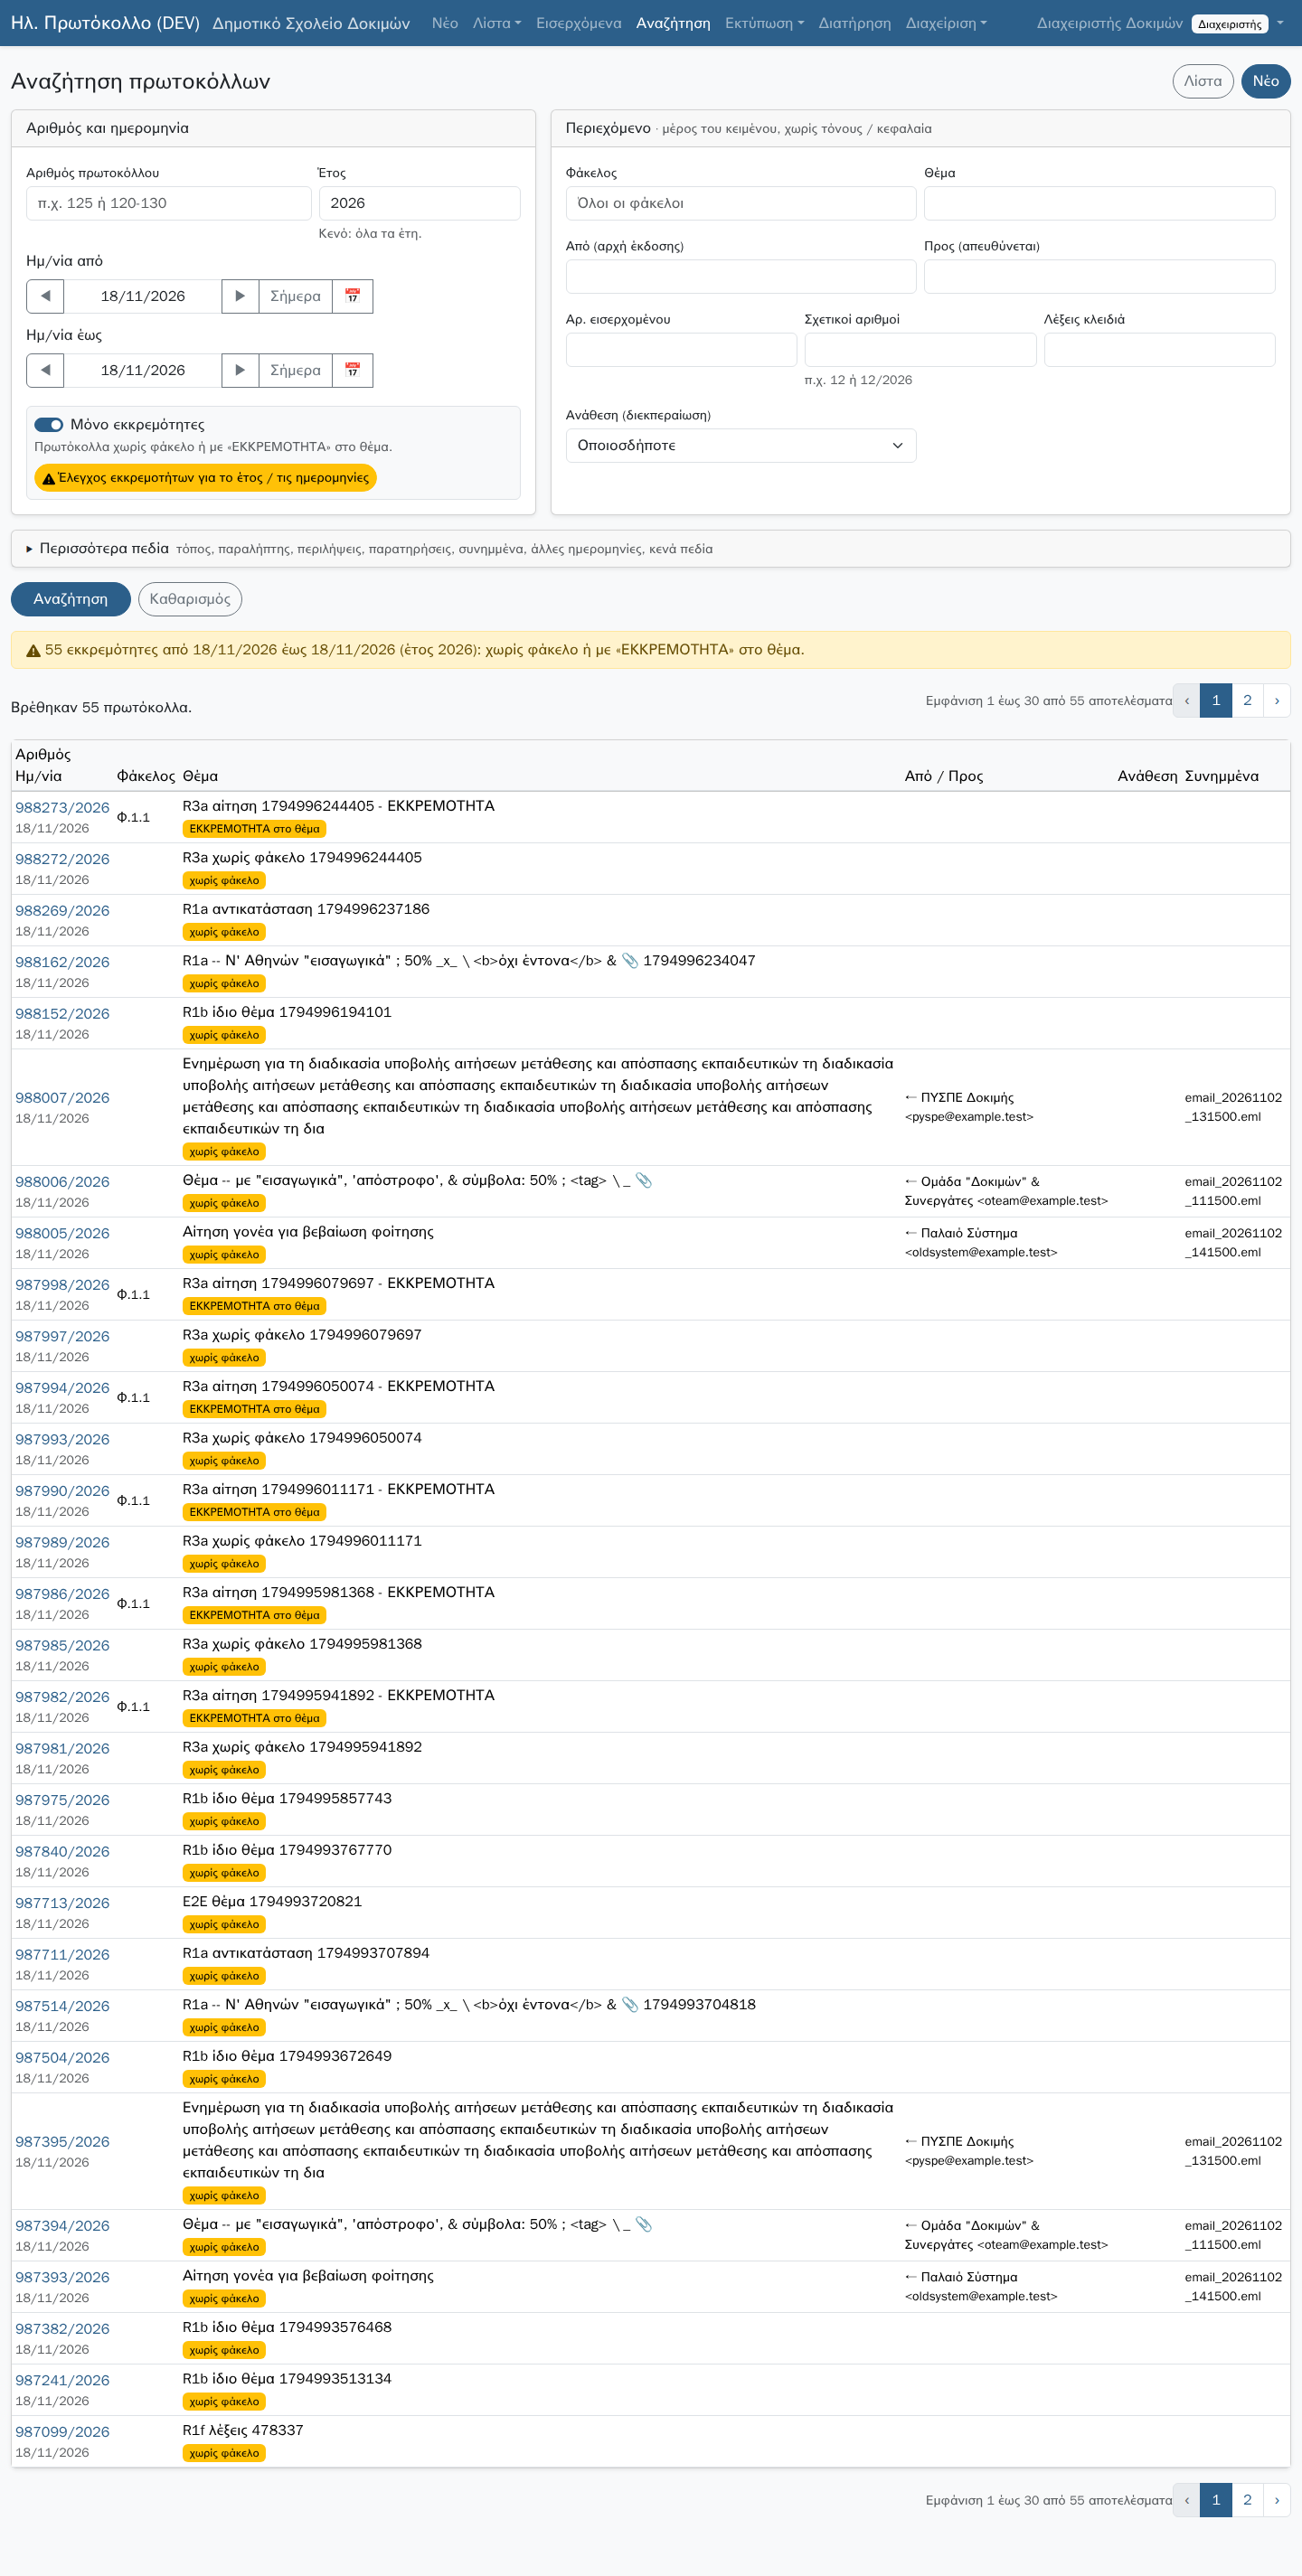 Ηλ. Πρωτόκολλο (DEV) Δημοτικό Σχολείο Δοκιμών Νέο Λίστα Εισερχόμενα Αναζήτηση Εκτύπωση Διατήρηση Διαχείριση Διαχειριστής Δοκιμών Διαχειριστής
Αναζήτηση πρωτοκόλλων Λίστα Νέο
Αριθμός και ημερομηνία
Αριθμός πρωτοκόλλου Έτος
π.χ. 125 ή 120-130 2026
Κενό: όλα τα έτη.
Ημ/νία από
◀ 18/11/2026 ▶ Σήμερα 📅
Ημ/νία έως
◀ 18/11/2026 ▶ Σήμερα 📅
Μόνο εκκρεμότητες
Πρωτόκολλα χωρίς φάκελο ή με «ΕΚΚΡΕΜΟΤΗΤΑ» στο θέμα.
Έλεγχος εκκρεμοτήτων για το έτος / τις ημερομηνίες
Περιεχόμενο · μέρος του κειμένου, χωρίς τόνους / κεφαλαία
Φάκελος Θέμα
Όλοι οι φάκελοι
Από (αρχή έκδοσης) Προς (απευθύνεται)
Αρ. εισερχομένου Σχετικοί αριθμοί Λέξεις κλειδιά
π.χ. 12 ή 12/2026
Ανάθεση (διεκπεραίωση)
Οποιοσδήποτε
▸ Περισσότερα πεδία τόπος, παραλήπτης, περιλήψεις, παρατηρήσεις, συνημμένα, άλλες ημερομηνίες, κενά πεδία
Αναζήτηση Καθαρισμός
55 εκκρεμότητες από 18/11/2026 έως 18/11/2026 (έτος 2026): χωρίς φάκελο ή με «ΕΚΚΡΕΜΟΤΗΤΑ» στο θέμα.
Βρέθηκαν 55 πρωτόκολλα. Εμφάνιση 1 έως 30 από 55 αποτελέσματα ‹ 1 2 ›
Αριθμός
Ημ/νία Φάκελος Θέμα Από / Προς Ανάθεση Συνημμένα
988273/2026 Φ.1.1 R3a αίτηση 1794996244405 - ΕΚΚΡΕΜΟΤΗΤΑ
18/11/2026 ΕΚΚΡΕΜΟΤΗΤΑ στο θέμα
988272/2026 R3a χωρίς φάκελο 1794996244405
18/11/2026 χωρίς φάκελο
988269/2026 R1a αντικατάσταση 1794996237186
18/11/2026 χωρίς φάκελο
988162/2026 R1a -- Ν' Αθηνών "εισαγωγικά" ; 50% _x_ \ <b>όχι έντονα</b> & 📎 1794996234047
18/11/2026 χωρίς φάκελο
988152/2026 R1b ίδιο θέμα 1794996194101
18/11/2026 χωρίς φάκελο
Ενημέρωση για τη διαδικασία υποβολής αιτήσεων μετάθεσης και απόσπασης εκπαιδευτικών τη διαδικασία
υποβολής αιτήσεων μετάθεσης και απόσπασης εκπαιδευτικών τη διαδικασία υποβολής αιτήσεων
988007/2026 μετάθεσης και απόσπασης εκπαιδευτικών τη διαδικασία υποβολής αιτήσεων μετάθεσης και απόσπασης ← ΠΥΣΠΕ Δοκιμής email_20261102
18/11/2026 εκπαιδευτικών τη δια <pyspe@example.test> _131500.eml
χωρίς φάκελο
988006/2026 Θέμα -- με "εισαγωγικά", 'απόστροφο', & σύμβολα: 50% ; <tag> \ _ 📎 ← Ομάδα "Δοκιμών" & email_20261102
18/11/2026 χωρίς φάκελο Συνεργάτες <oteam@example.test> _111500.eml
988005/2026 Αίτηση γονέα για βεβαίωση φοίτησης ← Παλαιό Σύστημα email_20261102
18/11/2026 χωρίς φάκελο <oldsystem@example.test> _141500.eml
987998/2026 Φ.1.1 R3a αίτηση 1794996079697 - ΕΚΚΡΕΜΟΤΗΤΑ
18/11/2026 ΕΚΚΡΕΜΟΤΗΤΑ στο θέμα
987997/2026 R3a χωρίς φάκελο 1794996079697
18/11/2026 χωρίς φάκελο
987994/2026 Φ.1.1 R3a αίτηση 1794996050074 - ΕΚΚΡΕΜΟΤΗΤΑ
18/11/2026 ΕΚΚΡΕΜΟΤΗΤΑ στο θέμα
987993/2026 R3a χωρίς φάκελο 1794996050074
18/11/2026 χωρίς φάκελο
987990/2026 Φ.1.1 R3a αίτηση 1794996011171 - ΕΚΚΡΕΜΟΤΗΤΑ
18/11/2026 ΕΚΚΡΕΜΟΤΗΤΑ στο θέμα
987989/2026 R3a χωρίς φάκελο 1794996011171
18/11/2026 χωρίς φάκελο
987986/2026 Φ.1.1 R3a αίτηση 1794995981368 - ΕΚΚΡΕΜΟΤΗΤΑ
18/11/2026 ΕΚΚΡΕΜΟΤΗΤΑ στο θέμα
987985/2026 R3a χωρίς φάκελο 1794995981368
18/11/2026 χωρίς φάκελο
987982/2026 Φ.1.1 R3a αίτηση 1794995941892 - ΕΚΚΡΕΜΟΤΗΤΑ
18/11/2026 ΕΚΚΡΕΜΟΤΗΤΑ στο θέμα
987981/2026 R3a χωρίς φάκελο 1794995941892
18/11/2026 χωρίς φάκελο
987975/2026 R1b ίδιο θέμα 1794995857743
18/11/2026 χωρίς φάκελο
987840/2026 R1b ίδιο θέμα 1794993767770
18/11/2026 χωρίς φάκελο
987713/2026 E2E θέμα 1794993720821
18/11/2026 χωρίς φάκελο
987711/2026 R1a αντικατάσταση 1794993707894
18/11/2026 χωρίς φάκελο
987514/2026 R1a -- Ν' Αθηνών "εισαγωγικά" ; 50% _x_ \ <b>όχι έντονα</b> & 📎 1794993704818
18/11/2026 χωρίς φάκελο
987504/2026 R1b ίδιο θέμα 1794993672649
18/11/2026 χωρίς φάκελο
Ενημέρωση για τη διαδικασία υποβολής αιτήσεων μετάθεσης και απόσπασης εκπαιδευτικών τη διαδικασία
υποβολής αιτήσεων μετάθεσης και απόσπασης εκπαιδευτικών τη διαδικασία υποβολής αιτήσεων
987395/2026 μετάθεσης και απόσπασης εκπαιδευτικών τη διαδικασία υποβολής αιτήσεων μετάθεσης και απόσπασης ← ΠΥΣΠΕ Δοκιμής email_20261102
18/11/2026 εκπαιδευτικών τη δια <pyspe@example.test> _131500.eml
χωρίς φάκελο
987394/2026 Θέμα -- με "εισαγωγικά", 'απόστροφο', & σύμβολα: 50% ; <tag> \ _ 📎 ← Ομάδα "Δοκιμών" & email_20261102
18/11/2026 χωρίς φάκελο Συνεργάτες <oteam@example.test> _111500.eml
987393/2026 Αίτηση γονέα για βεβαίωση φοίτησης ← Παλαιό Σύστημα email_20261102
18/11/2026 χωρίς φάκελο <oldsystem@example.test> _141500.eml
987382/2026 R1b ίδιο θέμα 1794993576468
18/11/2026 χωρίς φάκελο
987241/2026 R1b ίδιο θέμα 1794993513134
18/11/2026 χωρίς φάκελο
987099/2026 R1f λέξεις 478337
18/11/2026 χωρίς φάκελο
Εμφάνιση 1 έως 30 από 55 αποτελέσματα ‹ 1 2 ›